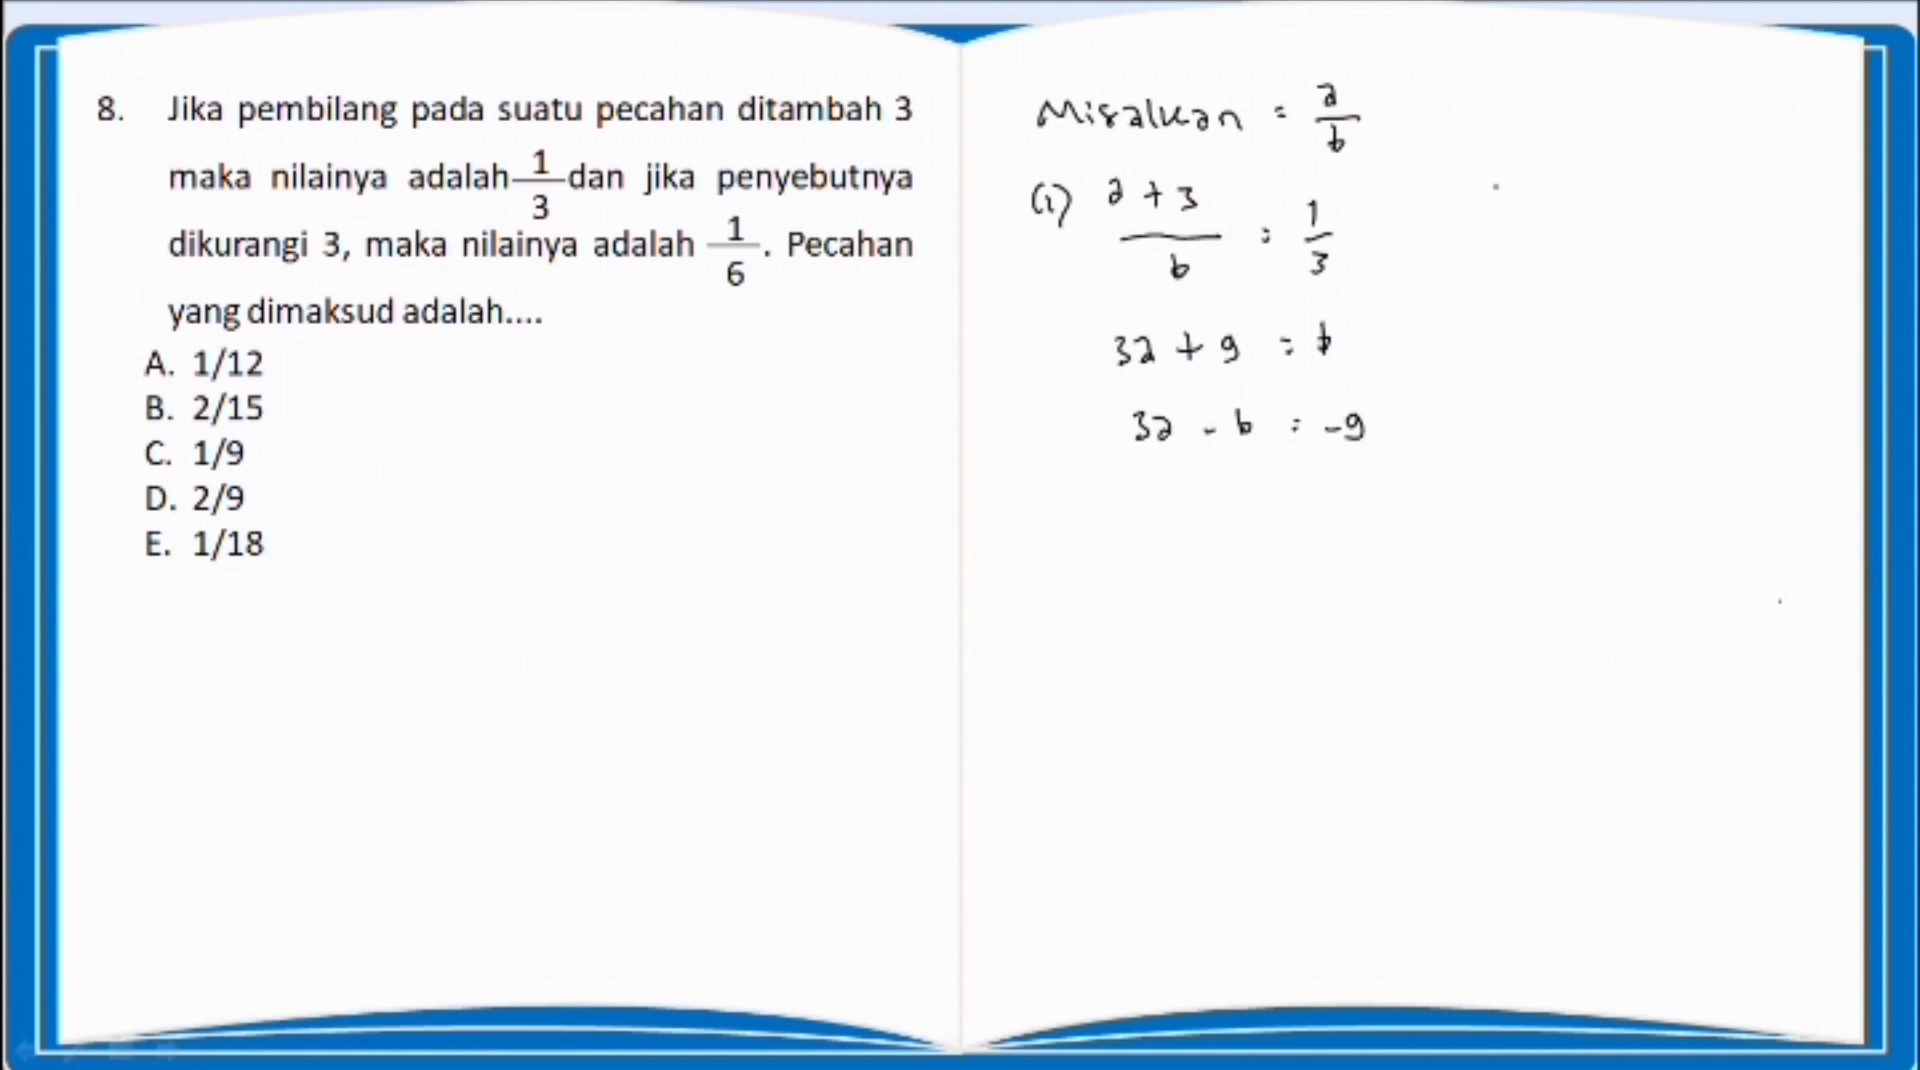 8. Jika pembilang pada suatu pecahan ditambah 3
maka nilainya adalah 1/3 dan jika penyebutnya
dikurangi 3, maka nilainya adalah 1/6. Pecahan
yang dimaksud adalah....
A. 1/12
B. 2/15
C. 1/9
D. 2/9
E. 1/18
Misalkan = a/b
(i) a + 3 / b = 1/3
3a + 9 = b
3a - b = -9